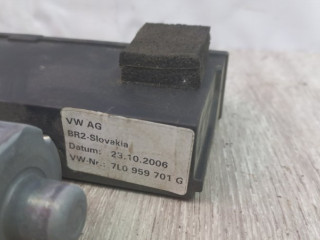 VW AG
BR2-Slovakia
Datum: 23.10.2006
VW-Nr.: 7L0 959 701 G